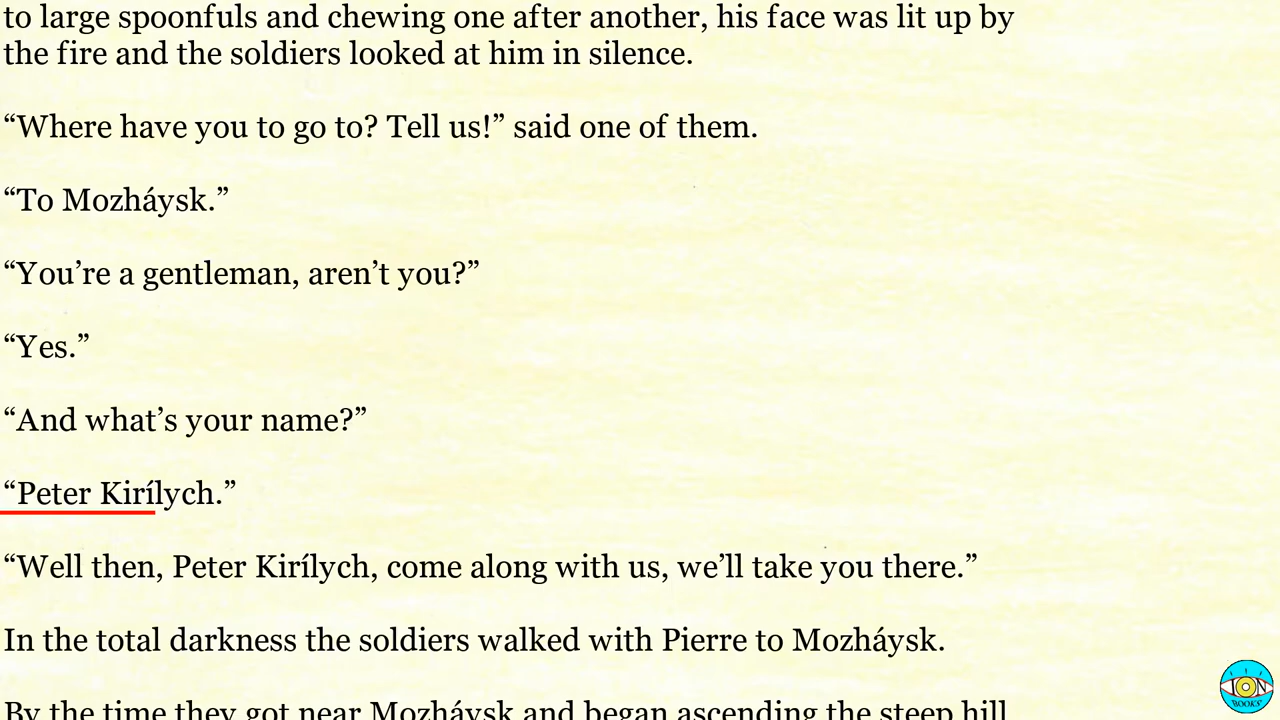 to large spoonfuls and chewing one after another, his face was lit up by
the fire and the soldiers looked at him in silence.
“Where have you to go to? Tell us!” said one of them.
“To Mozháysk.”
“You’re a gentleman, aren’t you?”
“Yes.”
“And what’s your name?”
“Peter Kirílych.”
“Well then, Peter Kirílych, come along with us, we’ll take you there.”
In the total darkness the soldiers walked with Pierre to Mozháysk.
By the time they got near Mozháysk and began ascending the steep hill
ION
BOOKS